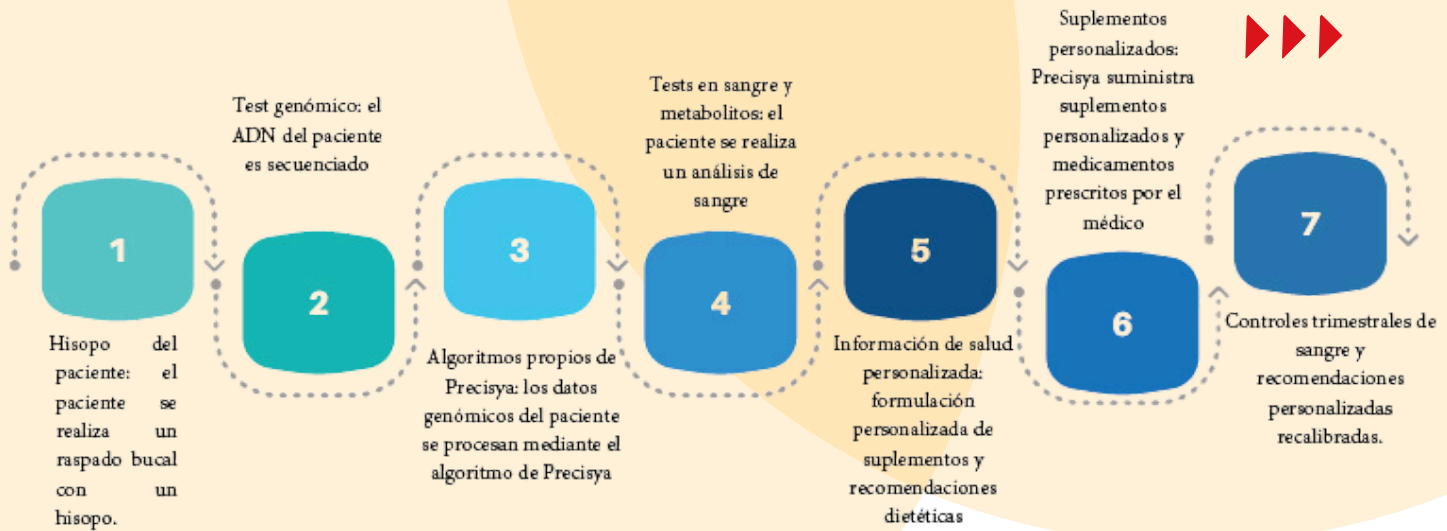 1
Hisopo del
paciente: el
paciente se
realiza un
raspado bucal
con un
hisopo.
Test genómico: el
ADN del paciente
es secuenciado
2
3
Algoritmos propios de
Precisya: los datos
genómicos del paciente
se procesan mediante el
algoritmo de Precisya
Tests en sangre y
metabolitos: el
paciente se realiza
un análisis de
sangre
4
5
Información de salud
personalizada:
formulación
personalizada de
suplementos y
recomendaciones
dietéticas
Suplementos
personalizados:
Precisya suministra
suplementos
personalizados y
medicamentos
prescritos por el
médico
6
7
Controles trimestrales de
sangre y
recomendaciones
personalizadas
recalibradas.